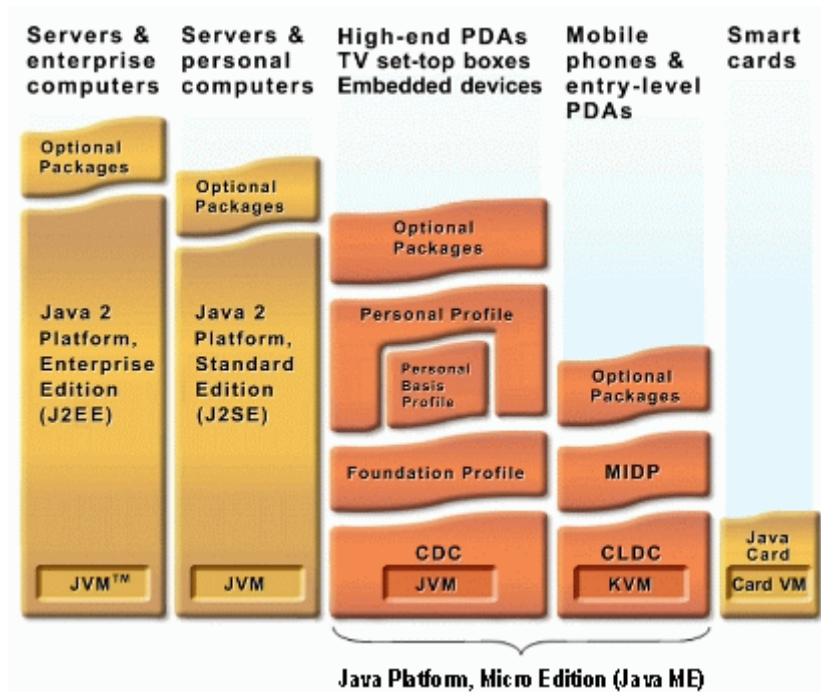 Servers &
enterprise
computers
Servers &
personal
computers
High-end PDAs
TV set-top boxes
Embedded devices
Mobile
phones &
entry-level
PDAs
Smart
cards
Optional
Packages
Java 2
Platform,
Enterprise
Edition
(J2EE)
JVM™
Optional
Packages
Java 2
Platform,
Standard
Edition
(J2SE)
JVM
Optional
Packages
Personal Profile
Personal
Basis
Profile
Foundation Profile
CDC
JVM
Optional
Packages
MIDP
CLDC
KVM
Java
Card
Card VM
Java Platform, Micro Edition (Java ME)